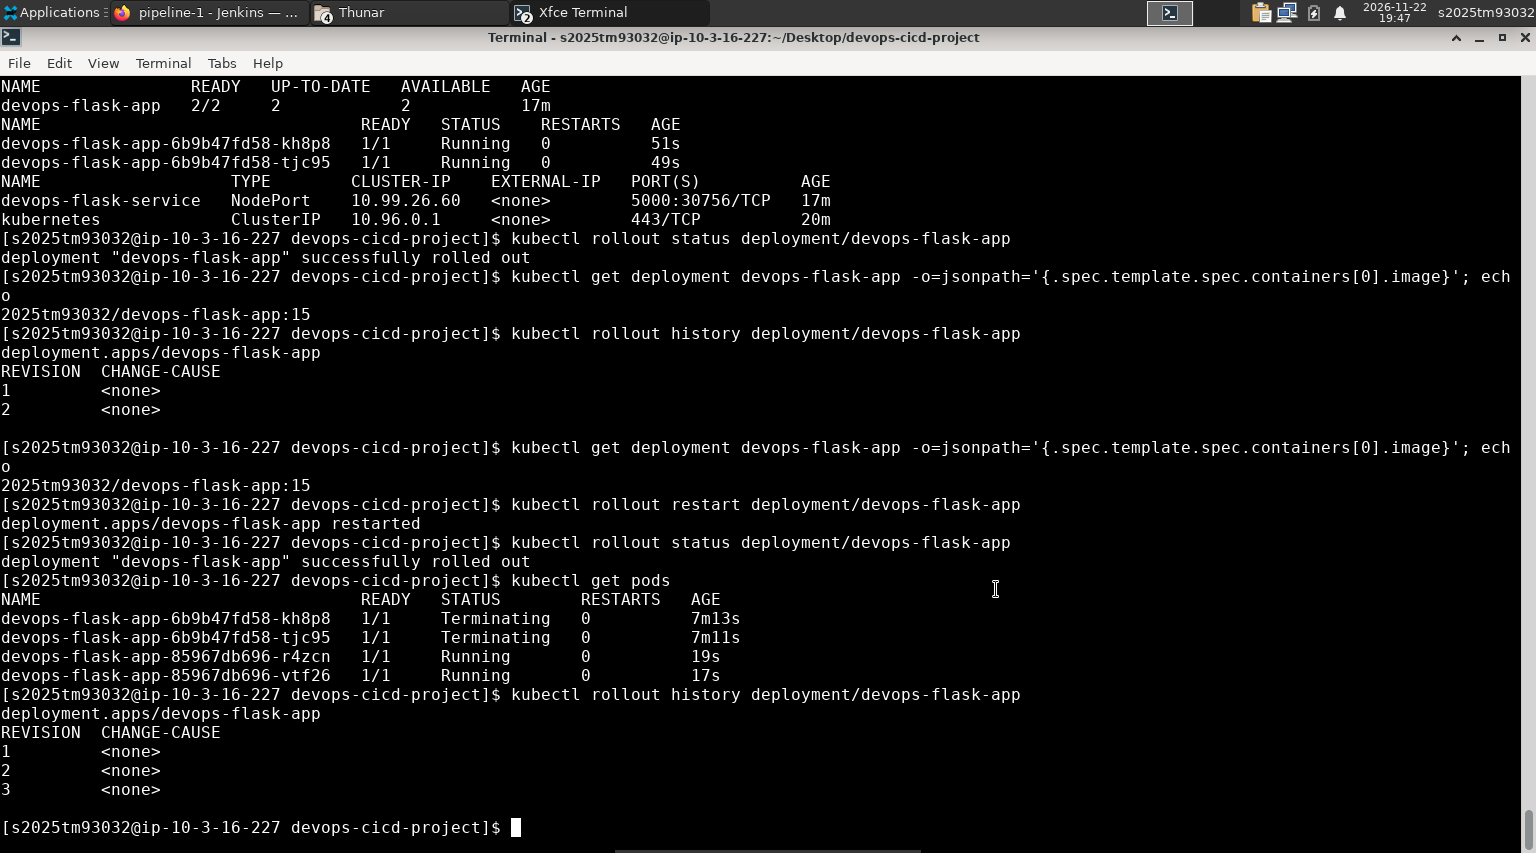 Applications
pipeline-1 - Jenkins — ...
4
Thunar
2
Xfce Terminal
2026-11-22
19:47
s2025tm93032
Terminal - s2025tm93032@ip-10-3-16-227:~/Desktop/devops-cicd-project
File Edit View Terminal Tabs Help
NAME READY UP-TO-DATE AVAILABLE AGE
devops-flask-app 2/2 2 2 17m
NAME READY STATUS RESTARTS AGE
devops-flask-app-6b9b47fd58-kh8p8 1/1 Running 0 51s
devops-flask-app-6b9b47fd58-tjc95 1/1 Running 0 49s
NAME TYPE CLUSTER-IP EXTERNAL-IP PORT(S) AGE
devops-flask-service NodePort 10.99.26.60 <none> 5000:30756/TCP 17m
kubernetes ClusterIP 10.96.0.1 <none> 443/TCP 20m
[s2025tm93032@ip-10-3-16-227 devops-cicd-project]$ kubectl rollout status deployment/devops-flask-app
deployment "devops-flask-app" successfully rolled out
[s2025tm93032@ip-10-3-16-227 devops-cicd-project]$ kubectl get deployment devops-flask-app -o=jsonpath='{.spec.template.spec.containers[0].image}'; ech
o
2025tm93032/devops-flask-app:15
[s2025tm93032@ip-10-3-16-227 devops-cicd-project]$ kubectl rollout history deployment/devops-flask-app
deployment.apps/devops-flask-app
REVISION CHANGE-CAUSE
1 <none>
2 <none>
[s2025tm93032@ip-10-3-16-227 devops-cicd-project]$ kubectl get deployment devops-flask-app -o=jsonpath='{.spec.template.spec.containers[0].image}'; ech
o
2025tm93032/devops-flask-app:15
[s2025tm93032@ip-10-3-16-227 devops-cicd-project]$ kubectl rollout restart deployment/devops-flask-app
deployment.apps/devops-flask-app restarted
[s2025tm93032@ip-10-3-16-227 devops-cicd-project]$ kubectl rollout status deployment/devops-flask-app
deployment "devops-flask-app" successfully rolled out
[s2025tm93032@ip-10-3-16-227 devops-cicd-project]$ kubectl get pods
NAME READY STATUS RESTARTS AGE
devops-flask-app-6b9b47fd58-kh8p8 1/1 Terminating 0 7m13s
devops-flask-app-6b9b47fd58-tjc95 1/1 Terminating 0 7m11s
devops-flask-app-85967db696-r4zcn 1/1 Running 0 19s
devops-flask-app-85967db696-vtf26 1/1 Running 0 17s
[s2025tm93032@ip-10-3-16-227 devops-cicd-project]$ kubectl rollout history deployment/devops-flask-app
deployment.apps/devops-flask-app
REVISION CHANGE-CAUSE
1 <none>
2 <none>
3 <none>
[s2025tm93032@ip-10-3-16-227 devops-cicd-project]$